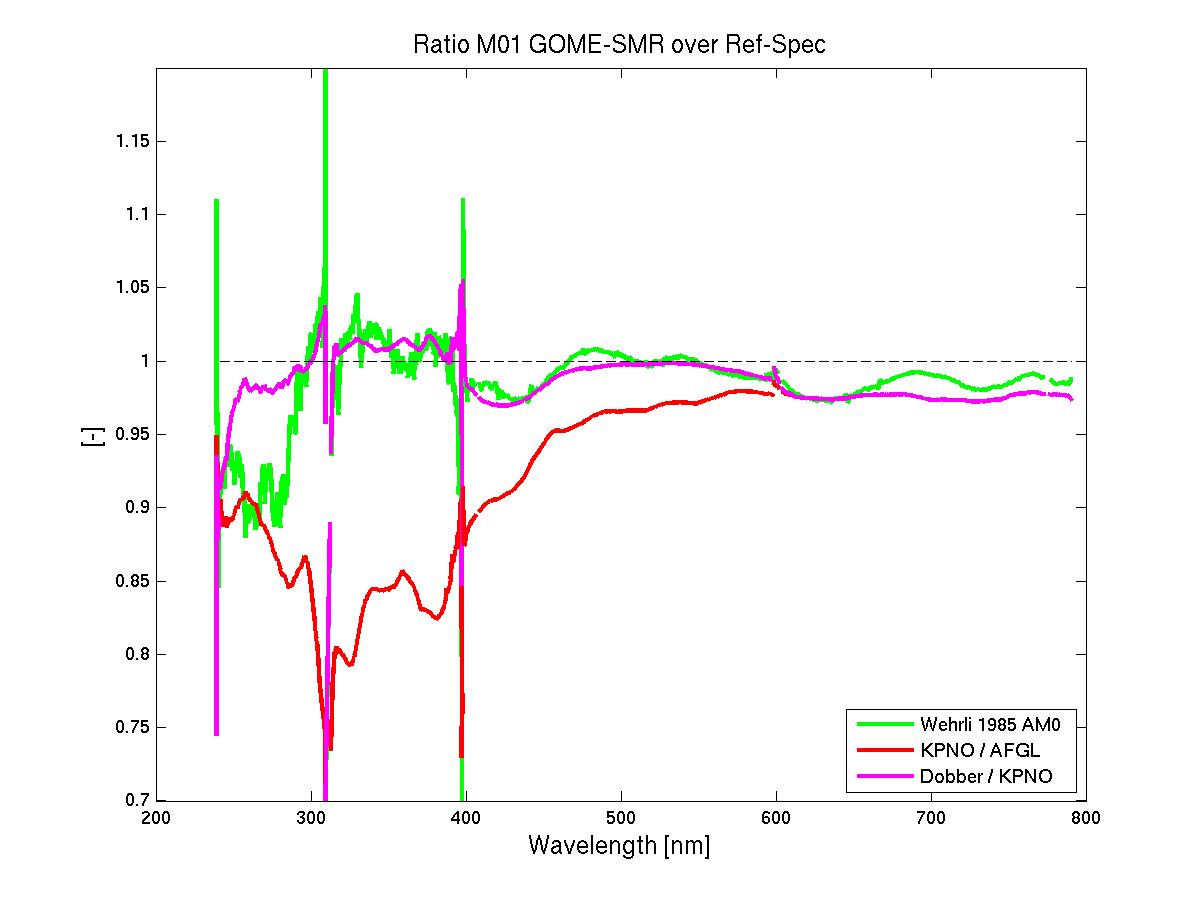 Ratio M01 GOME-SMR over Ref-Spec
1.15
1.1
1.05
1
0.95
0.9
0.85
0.8
0.75
0.7
[-]
200 300 400 500 600 700 800
Wavelength [nm]
Wehrli 1985 AM0
KPNO / AFGL
Dobber / KPNO